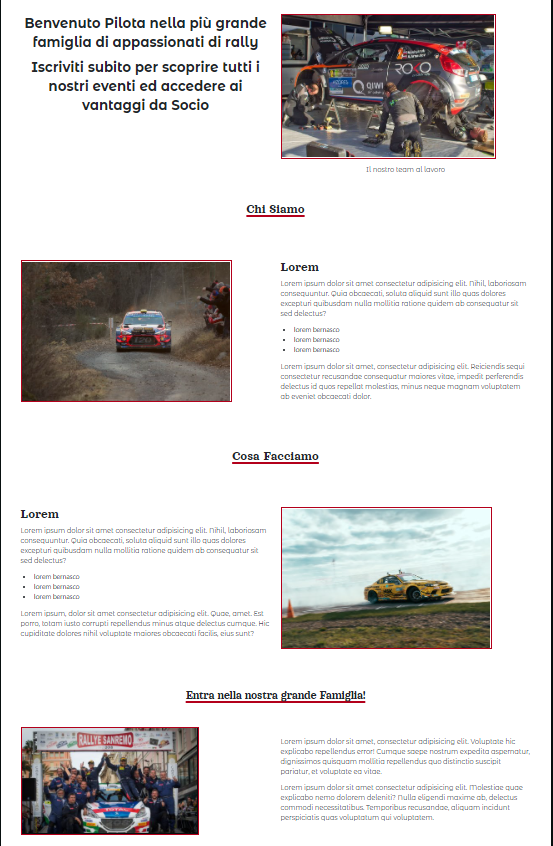 Benvenuto Pilota nella più grande
famiglia di appassionati di rally
Iscriviti subito per scoprire tutti i
nostri eventi ed accedere ai
vantaggi da Socio
ROKO
QIWI
Il nostro team al lavoro
Chi Siamo
Lorem
Lorem ipsum dolor sit amet consectetur adipisicing elit. Nihil, laboriosam
consequuntur. Quia obcaecati, soluta aliquid sunt illo quas dolores
excepturi quibusdam nulla mollitia ratione quidem ab consequatur sit
sed delectus?
lorem bernasco
lorem bernasco
lorem bernasco
Lorem ipsum dolor sit amet, consectetur adipisicing elit. Reiciendis sequi
consectetur recusandae consequatur maiores vitae, impedit perferendis
delectus id quos repellat molestias, minus neque magnam voluptatem
ab eveniet obcaecati dolor.
Cosa Facciamo
Lorem
Lorem ipsum dolor sit amet consectetur adipisicing elit. Nihil, laboriosam
consequuntur. Quia obcaecati, soluta aliquid sunt illo quas dolores
excepturi quibusdam nulla mollitia ratione quidem ab consequatur sit
sed delectus?
lorem bernasco
lorem bernasco
lorem bernasco
Lorem ipsum, dolor sit amet consectetur adipisicing elit. Quae, amet. Est
porro, totam iusto corrupti repellendus minus atque delectus cumque. Hic
cupiditate dolores nihil voluptate maiores obcaecati facilis, eius sunt?
Entra nella nostra grande Famiglia!
RALLYE SANREMO
Lorem ipsum dolor sit amet, consectetur adipisicing elit. Voluptate hic
explicabo repellendus error! Cumque saepe nostrum expedita aspernatur,
dignissimos quisquam mollitia repellendus quo distinctio suscipit
pariatur, et voluptate ea vitae.
Lorem ipsum dolor sit amet consectetur adipisicing elit. Molestiae quae
explicabo nemo dolorem deleniti? Nulla eligendi maxime ab, delectus
commodi necessitatibus. Temporibus recusandae, aliquam incidunt
perspiciatis quas voluptatum qui voluptatem.